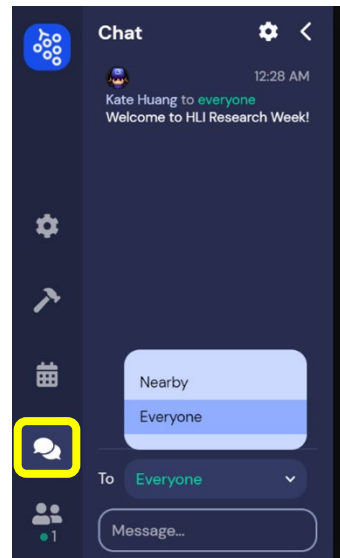 Chat
12:28 AM
Kate Huang to everyone
Welcome to HLI Research Week!
Nearby
Everyone
To Everyone
1
Message...